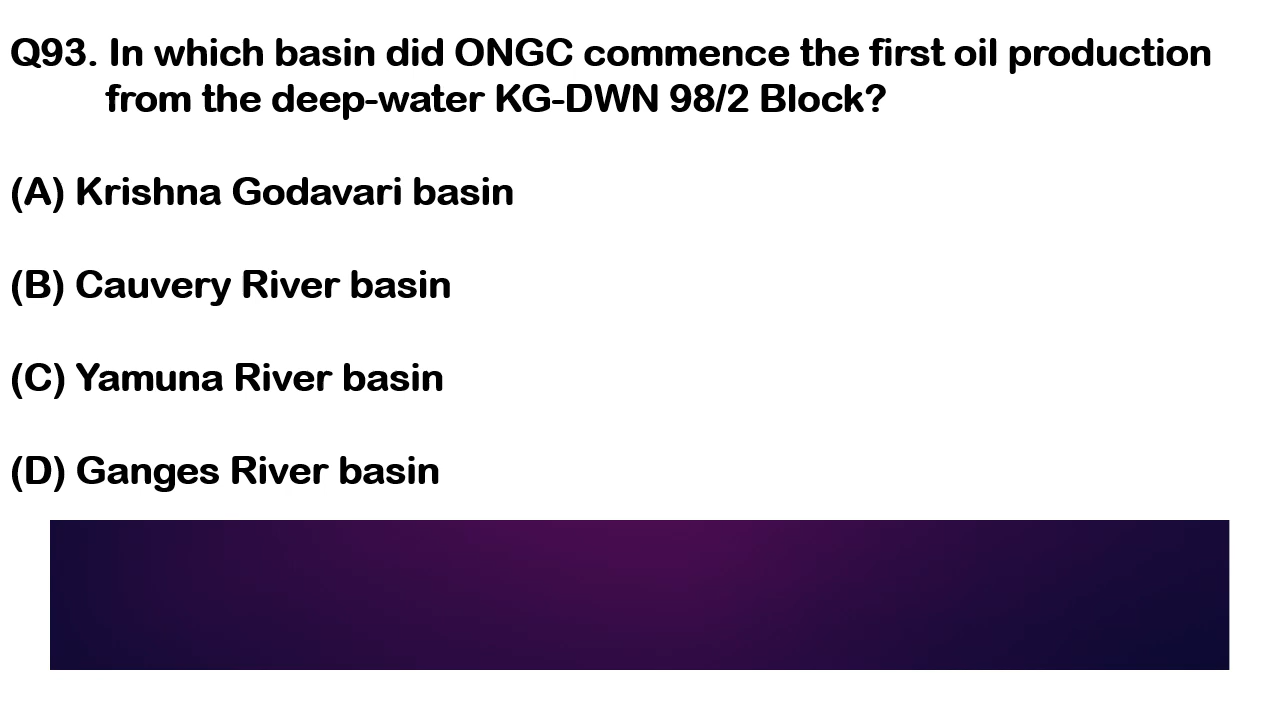 Q93. In which basin did ONGC commence the first oil production
from the deep-water KG-DWN 98/2 Block?
(A) Krishna Godavari basin
(B) Cauvery River basin
(C) Yamuna River basin
(D) Ganges River basin